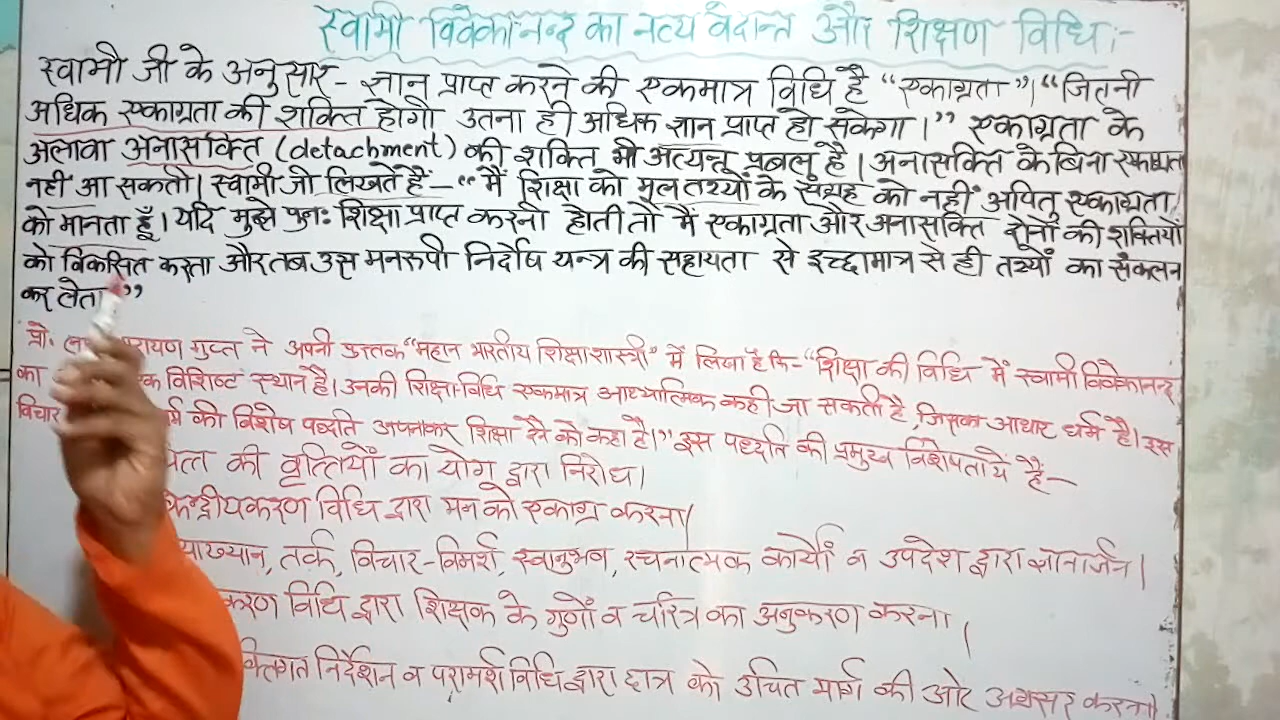 स्वामी विवेकानन्द का नव्य वेदान्त और शिक्षण विधि :-
स्वामी जी के अनुसार - ज्ञान प्राप्त करने की एकमात्र विधि है “एकाग्रता”। “जितनी
अधिक एकाग्रता की शक्ति होगी उतना ही अधिक ज्ञान प्राप्त हो सकेगा।” एकाग्रता के
अलावा अनासक्ति (detachment) की शक्ति भी अत्यन्त प्रबल है। अनासक्ति के बिना एकाग्रता
नहीं आ सकती। स्वामी जी लिखते हैं - “मैं शिक्षा को मूल तथ्यों के संग्रह को नहीं अपितु एकाग्रता
को मानता हूँ। यदि मुझे पुनः शिक्षा प्राप्त करनी होती तो मैं एकाग्रता और अनासक्ति दोनों की शक्तियों
को विकसित करता और तब उस मनरूपी निर्दोष यन्त्र की सहायता से इच्छामात्र से ही तथ्यों का संकलन
कर लेता”
प्रो. नारायण गुप्त ने अपनी पुस्तक “महान भारतीय शिक्षाशास्त्री” में लिखा है कि - “शिक्षा की विधि में स्वामी विवेकानन्द
का विशिष्ट स्थान है। उनकी शिक्षा-विधि एकमात्र आध्यात्मिक कही जा सकती है, जिसका आधार धर्म है। इस
विचार की विशेष पद्धति अपनाकर शिक्षा देने को कहा है।” इस पद्धति की प्रमुख विशेषतायें हैं -
की वृत्तियों का योग द्वारा निरोध।
केन्द्रीयकरण विधि द्वारा मन को एकाग्र करना।
याख्यान, तर्क, विचार-विमर्श, स्वानुभव, रचनात्मक कार्यों व उपदेश द्वारा ज्ञानार्जन।
करण विधि द्वारा शिक्षक के गुणों व चरित्र का अनुकरण करना।
क्तिगत निर्देशन व परामर्श विधि द्वारा छात्र को उचित मार्ग की ओर अग्रसर करना।